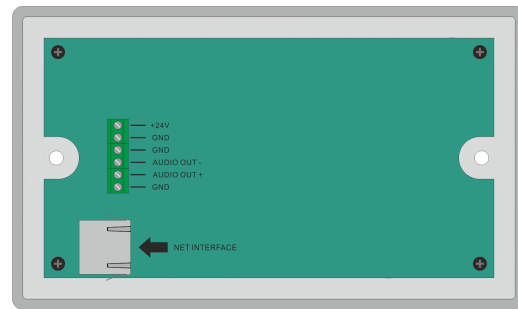 +24V
GND
GND
AUDIO OUT -
AUDIO OUT +
GND
NET INTERFACE